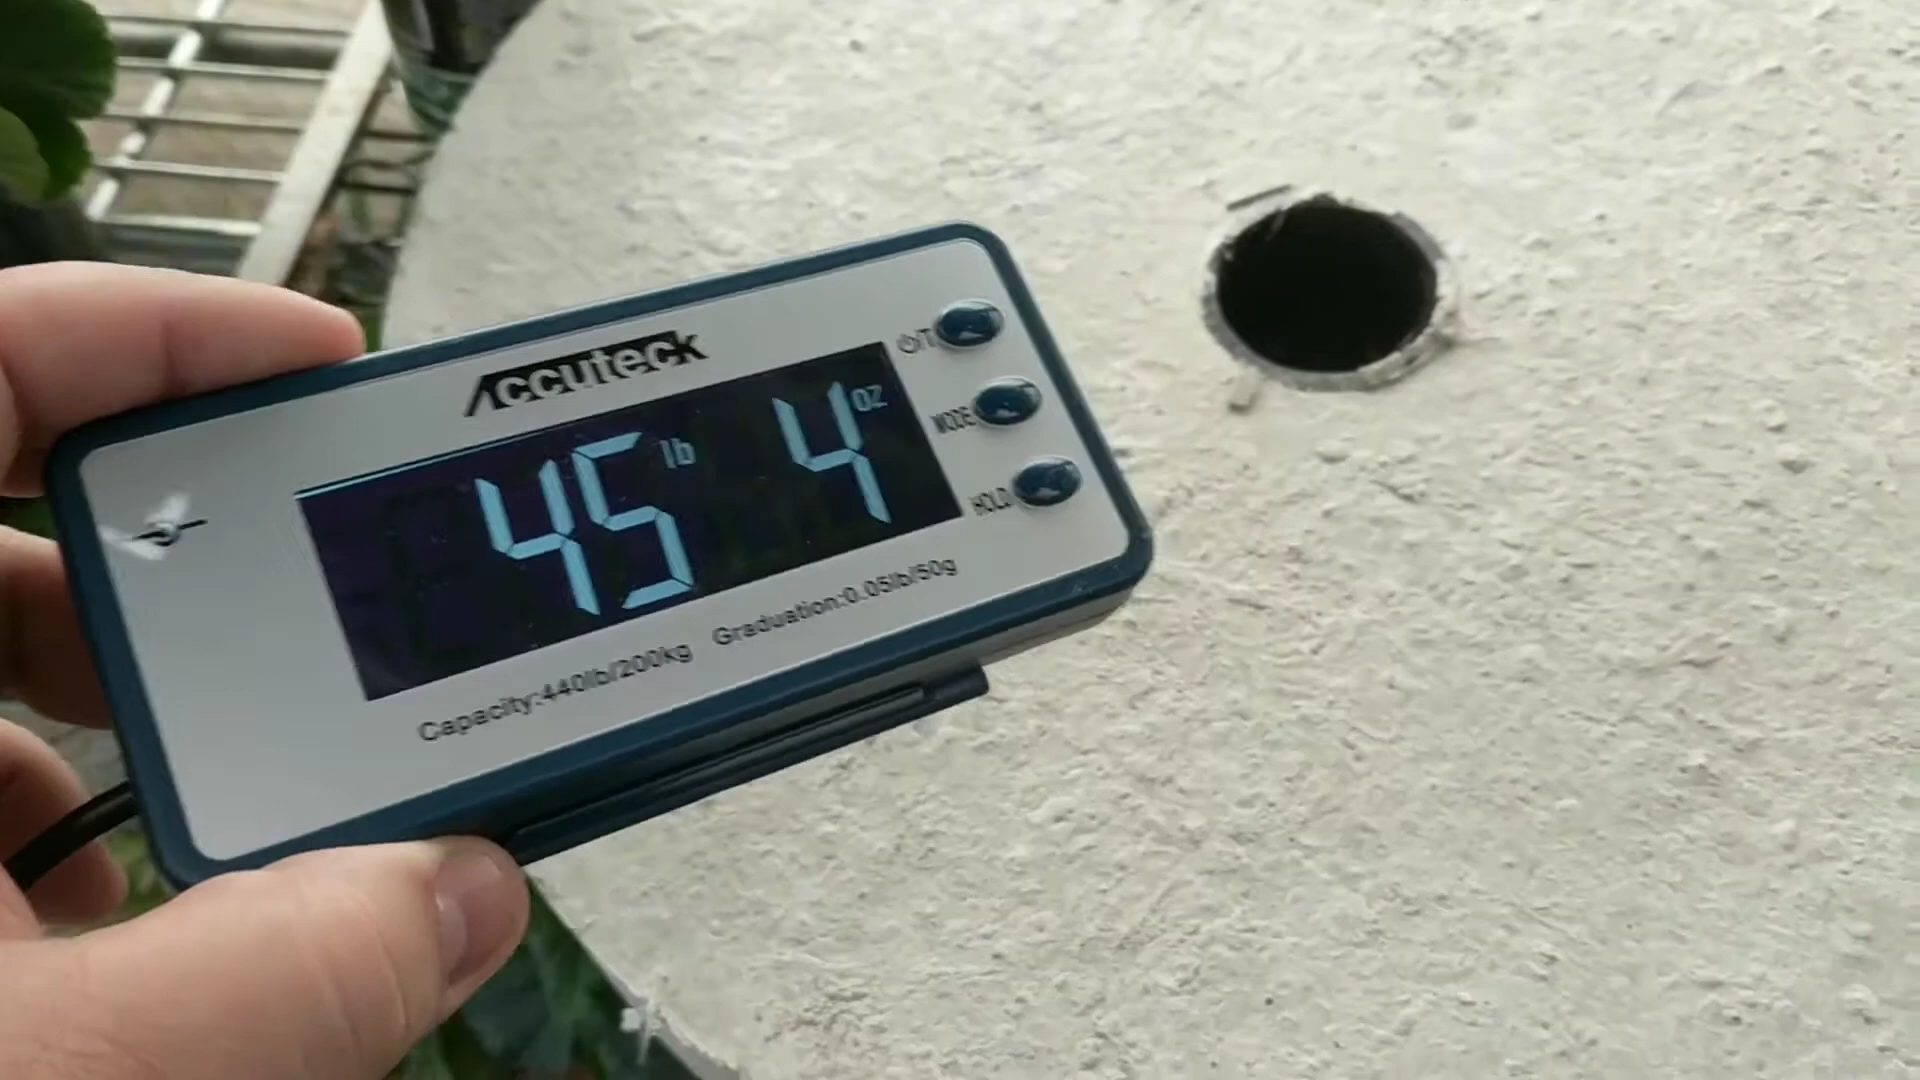 Accuteck
45 lb 4 oz
⏻/T
MODE
HOLD
Capacity:440lb/200kg Graduation:0.05lb/50g